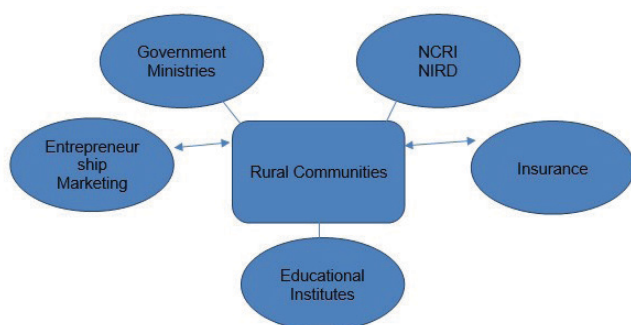 Government
Ministries
NCRI
NIRD
Entrepreneur
ship
Marketing
Rural Communities
Insurance
Educational
Institutes